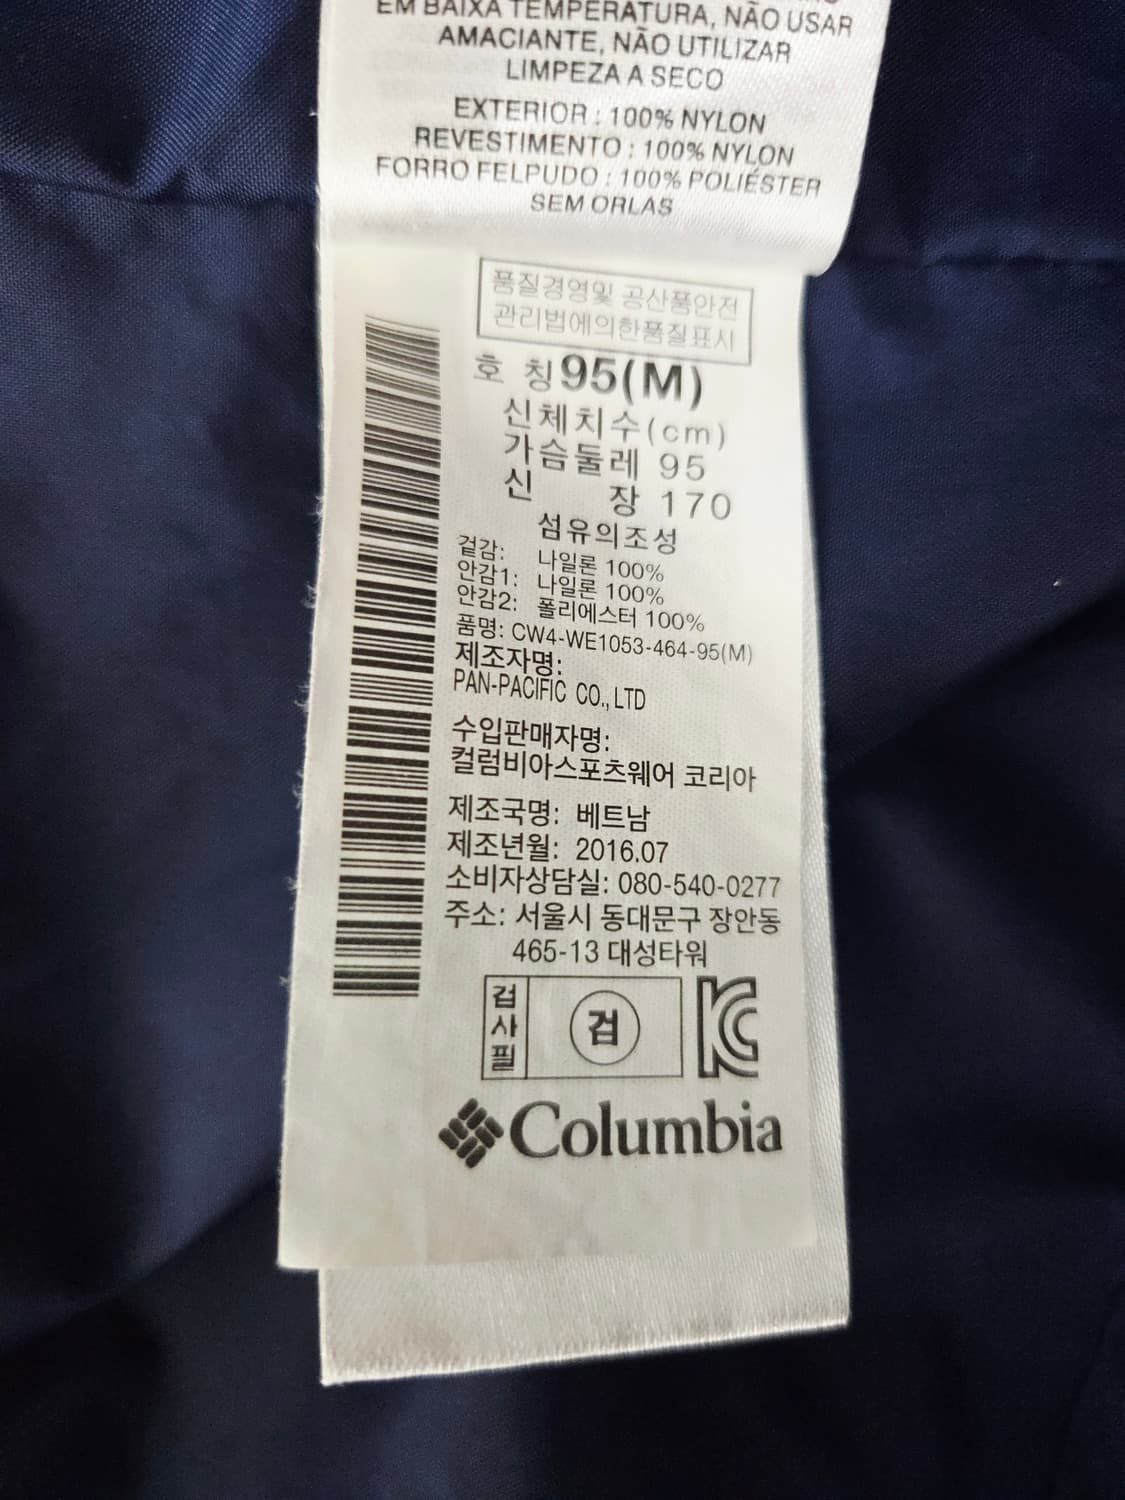 EM BAIXA TEMPERATURA, NÃO USAR
AMACIANTE, NÃO UTILIZAR
LIMPEZA A SECO
EXTERIOR : 100% NYLON
REVESTIMENTO : 100% NYLON
FORRO FELPUDO : 100% POLIÉSTER
SEM ORLAS
품질경영및 공산품안전
관리법에의한품질표시
호 칭 95(M)
신체치수(cm)
가슴둘레 95
신 장 170
섬유의조성
겉감: 나일론 100%
안감1: 나일론 100%
안감2: 폴리에스터 100%
품명: CW4-WE1053-464-95(M)
제조자명:
PAN-PACIFIC CO., LTD
수입판매자명:
컬럼비아스포츠웨어 코리아
제조국명: 베트남
제조년월: 2016.07
소비자상담실: 080-540-0277
주소: 서울시 동대문구 장안동
465-13 대성타워
검사필 검 KC
Columbia